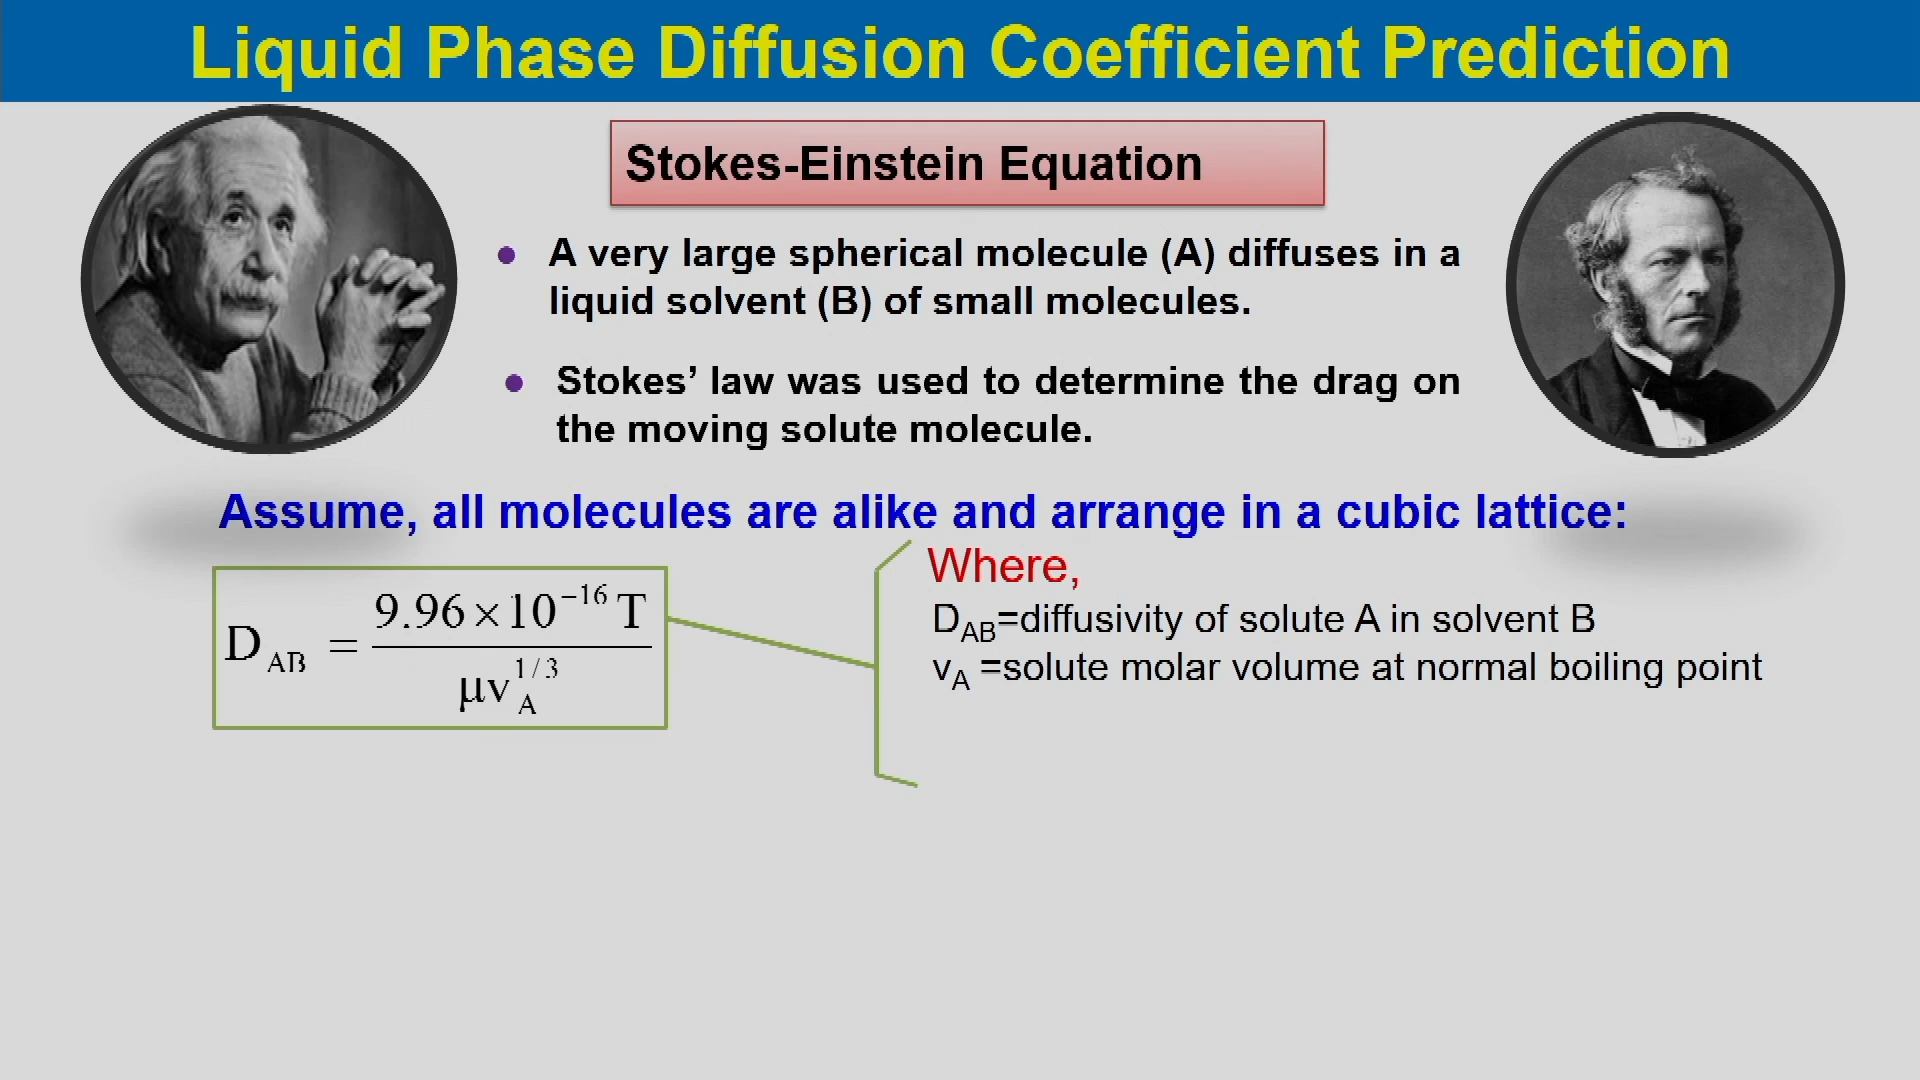 Liquid Phase Diffusion Coefficient Prediction
Stokes-Einstein Equation
• A very large spherical molecule (A) diffuses in a
liquid solvent (B) of small molecules.
• Stokes’ law was used to determine the drag on
the moving solute molecule.
Assume, all molecules are alike and arrange in a cubic lattice:
D_AB = \frac{9.96×10^{−16} T}{μv_A^{1/3}}
Where,
D_AB=diffusivity of solute A in solvent B
v_A =solute molar volume at normal boiling point